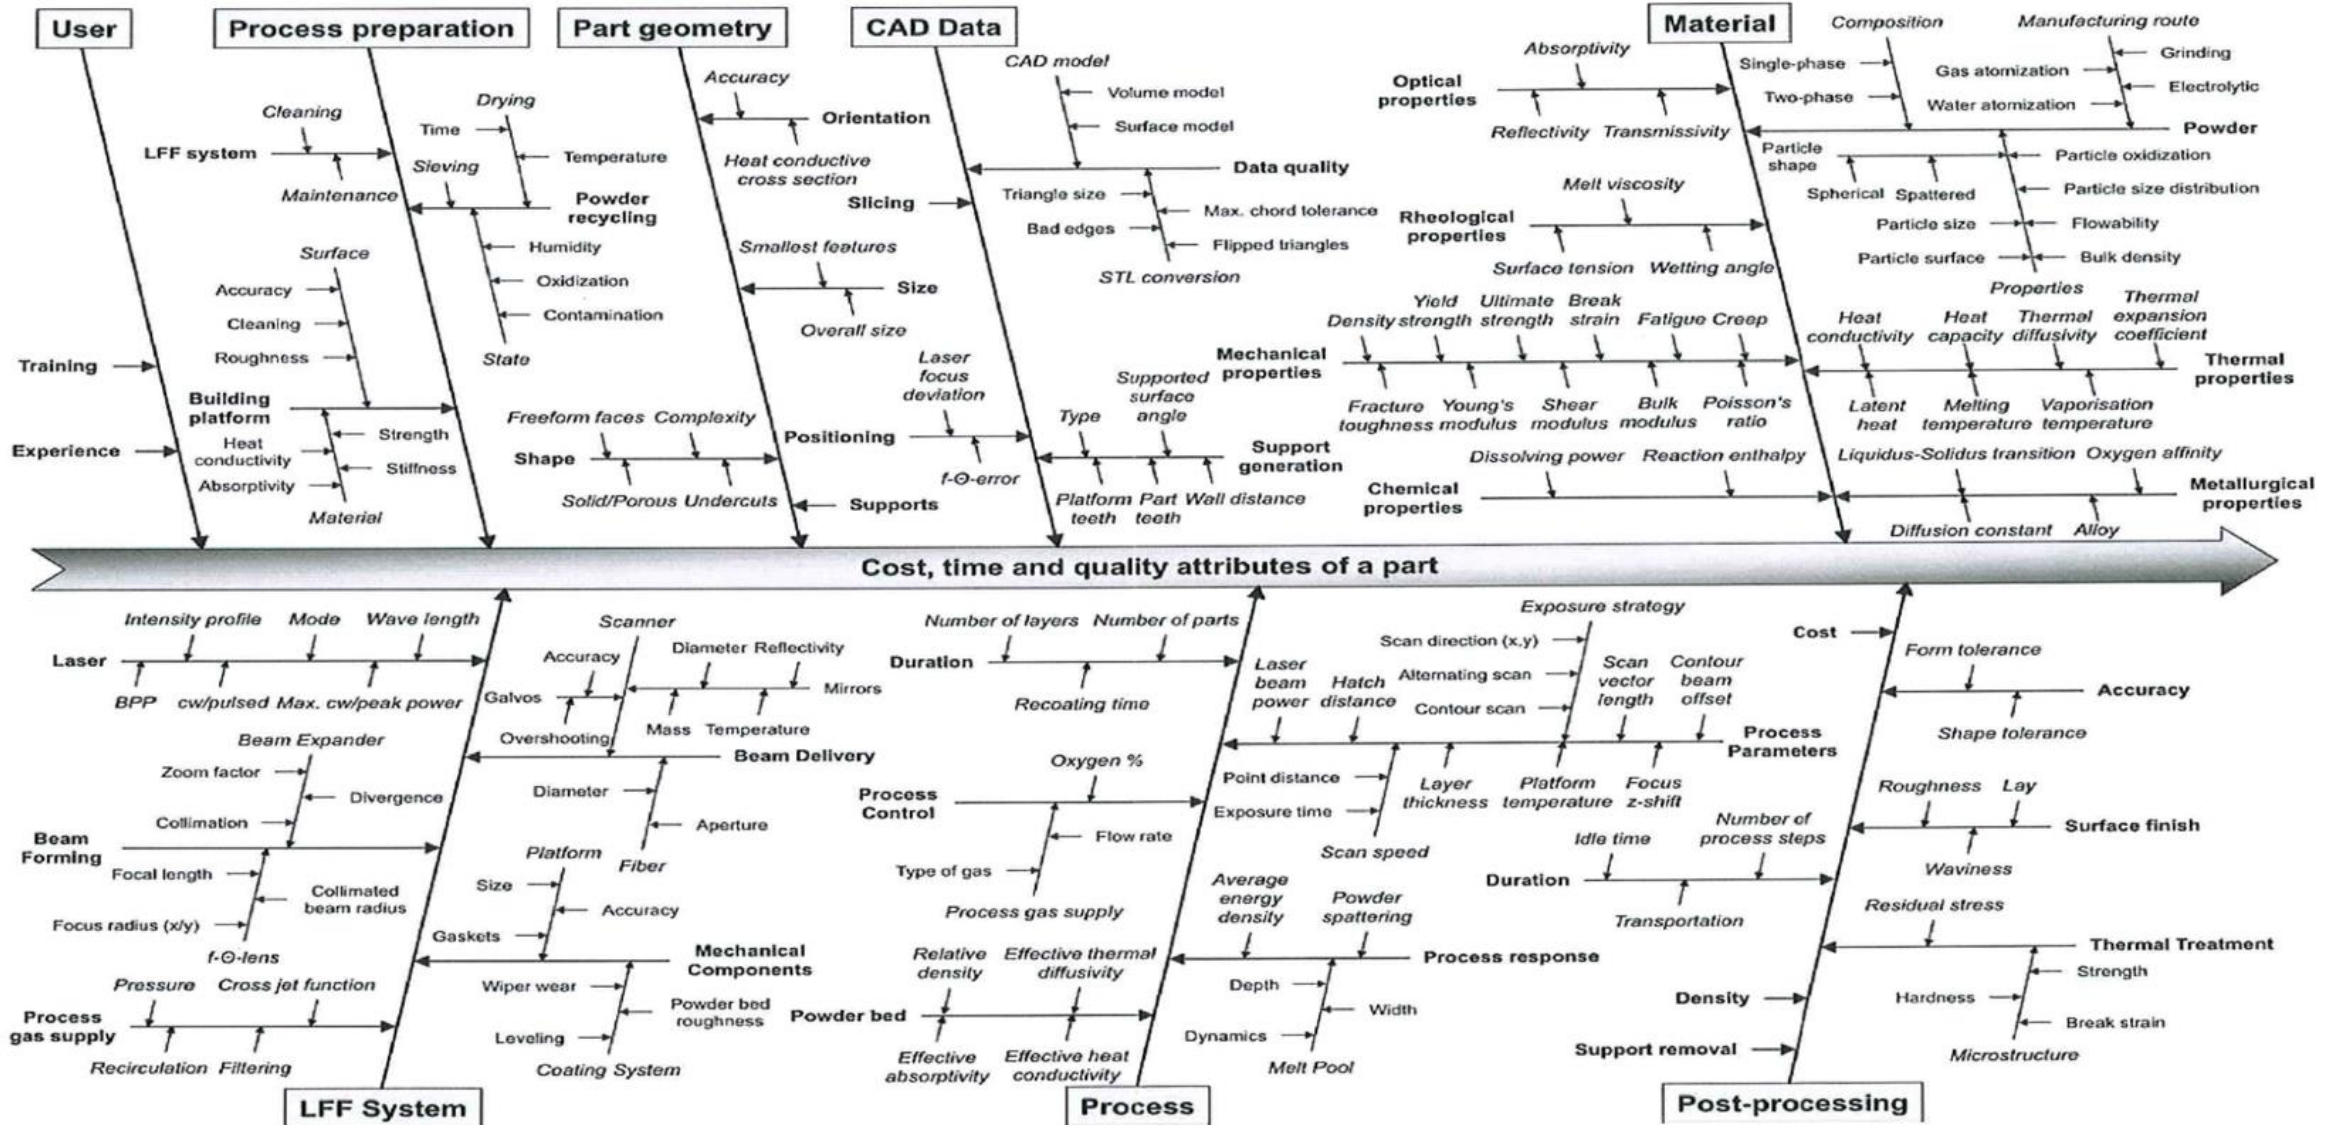 User
Process preparation
Part geometry
CAD Data
Material
Training
Experience
Cleaning
LFF system
Maintenance
Drying
Time
Temperature
Sieving
Powder
recycling
Humidity
Oxidization
Contamination
State
Surface
Accuracy
Cleaning
Roughness
Building
platform
Strength
Heat
conductivity
Stiffness
Absorptivity
Material
Accuracy
Orientation
Heat conductive
cross section
Smallest features
Size
Overall size
Freeform faces
Complexity
Shape
Solid/Porous
Undercuts
Supports
CAD model
Volume model
Surface model
Data quality
Slicing
Triangle size
Max. chord tolerance
Bad edges
Flipped triangles
STL conversion
Laser
focus
deviation
Positioning
f-Θ-error
Type
Supported
surface
angle
Support
generation
Platform
teeth
Part
teeth
Wall distance
Absorptivity
Optical
properties
Reflectivity
Transmissivity
Composition
Single-phase
Two-phase
Manufacturing route
Grinding
Gas atomization
Electrolytic
Water atomization
Powder
Particle
shape
Spherical
Spattered
Particle oxidization
Particle size distribution
Particle size
Flowability
Particle surface
Bulk density
Properties
Melt viscosity
Rheological
properties
Surface tension
Wetting angle
Density
Yield
strength
Ultimate
strength
Break
strain
Fatigue
Creep
Mechanical
properties
Fracture
toughness
Young's
modulus
Shear
modulus
Bulk
modulus
Poisson's
ratio
Heat
conductivity
Heat
capacity
Thermal
diffusivity
Thermal
expansion
coefficient
Thermal
properties
Latent
heat
Melting
temperature
Vaporisation
temperature
Dissolving power
Reaction enthalpy
Chemical
properties
Liquidus-Solidus transition
Oxygen affinity
Metallurgical
properties
Diffusion constant
Alloy
Cost, time and quality attributes of a part
Intensity profile
Mode
Wave length
Laser
BPP
cw/pulsed
Max. cw/peak power
Beam Expander
Zoom factor
Divergence
Collimation
Beam
Forming
Focal length
Collimated
beam radius
Focus radius (x/y)
f-Θ-lens
Pressure
Cross jet function
Process
gas supply
Recirculation
Filtering
Scanner
Accuracy
Galvos
Overshooting
Diameter
Reflectivity
Mirrors
Mass
Temperature
Beam Delivery
Diameter
Aperture
Fiber
Platform
Size
Accuracy
Gaskets
Mechanical
Components
Wiper wear
Powder bed
roughness
Leveling
Coating System
LFF System
Number of layers
Number of parts
Duration
Recoating time
Oxygen %
Process
Control
Flow rate
Type of gas
Process gas supply
Relative
density
Effective thermal
diffusivity
Powder bed
Effective
absorptivity
Effective heat
conductivity
Exposure strategy
Scan direction (x,y)
Alternating scan
Contour scan
Laser
beam
power
Hatch
distance
Scan
vector
length
Contour
beam
offset
Process
Parameters
Point distance
Exposure time
Scan speed
Layer
thickness
Platform
temperature
Focus
z-shift
Average
energy
density
Powder
spattering
Process response
Depth
Width
Dynamics
Melt Pool
Process
Cost
Form tolerance
Accuracy
Shape tolerance
Roughness
Lay
Surface finish
Waviness
Idle time
Number of
process steps
Duration
Transportation
Residual stress
Thermal Treatment
Strength
Hardness
Break strain
Microstructure
Density
Support removal
Post-processing